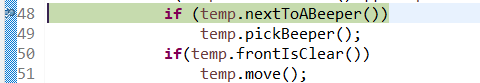 48 if (temp.nextToABeeper())
49 temp.pickBeeper();
50 if(temp.frontIsClear())
51 temp.move();